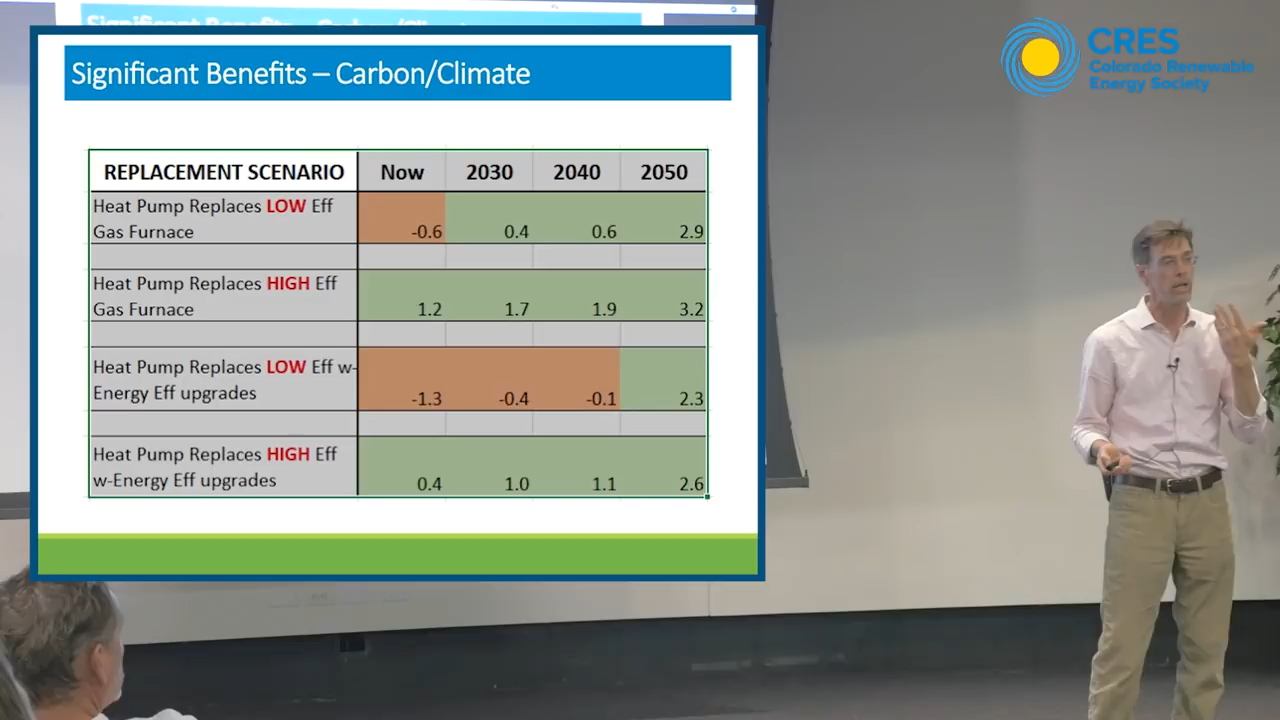 Significant Benefits – Carbon/Climate
CRES
Colorado Renewable
Energy Society
Significant Benefits – Carbon/Climate
REPLACEMENT SCENARIO Now 2030 2040 2050
Heat Pump Replaces LOW Eff
Gas Furnace -0.6 0.4 0.6 2.9
Heat Pump Replaces HIGH Eff
Gas Furnace 1.2 1.7 1.9 3.2
Heat Pump Replaces LOW Eff w-
Energy Eff upgrades -1.3 -0.4 -0.1 2.3
Heat Pump Replaces HIGH Eff
w-Energy Eff upgrades 0.4 1.0 1.1 2.6